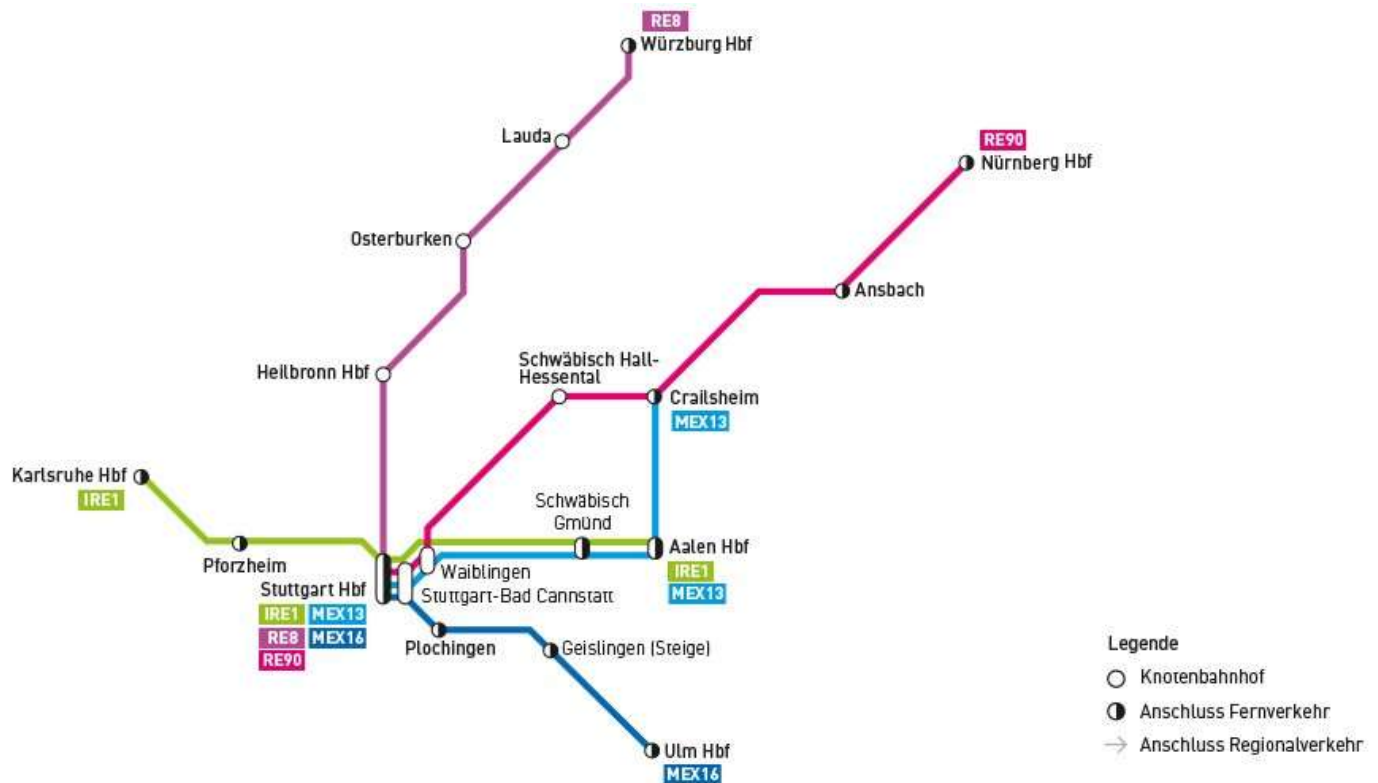 RE8
Würzburg Hbf
Lauda
RE90
Nürnberg Hbf
Osterburken
Ansbach
Heilbronn Hbf
Schwäbisch Hall-
Hessental
Crailsheim
MEX13
Karlsruhe Hbf
IRE1
Schwäbisch
Gmünd
Pforzheim
Aalen Hbf
IRE1
MEX13
Waiblingen
Stuttgart Hbf
Stuttgart-Bad Cannstatt
IRE1 MEX13
RE8 MEX16
RE90
Plochingen
Geislingen (Steige)
Ulm Hbf
MEX16
Legende
Knotenbahnhof
Anschluss Fernverkehr
Anschluss Regionalverkehr